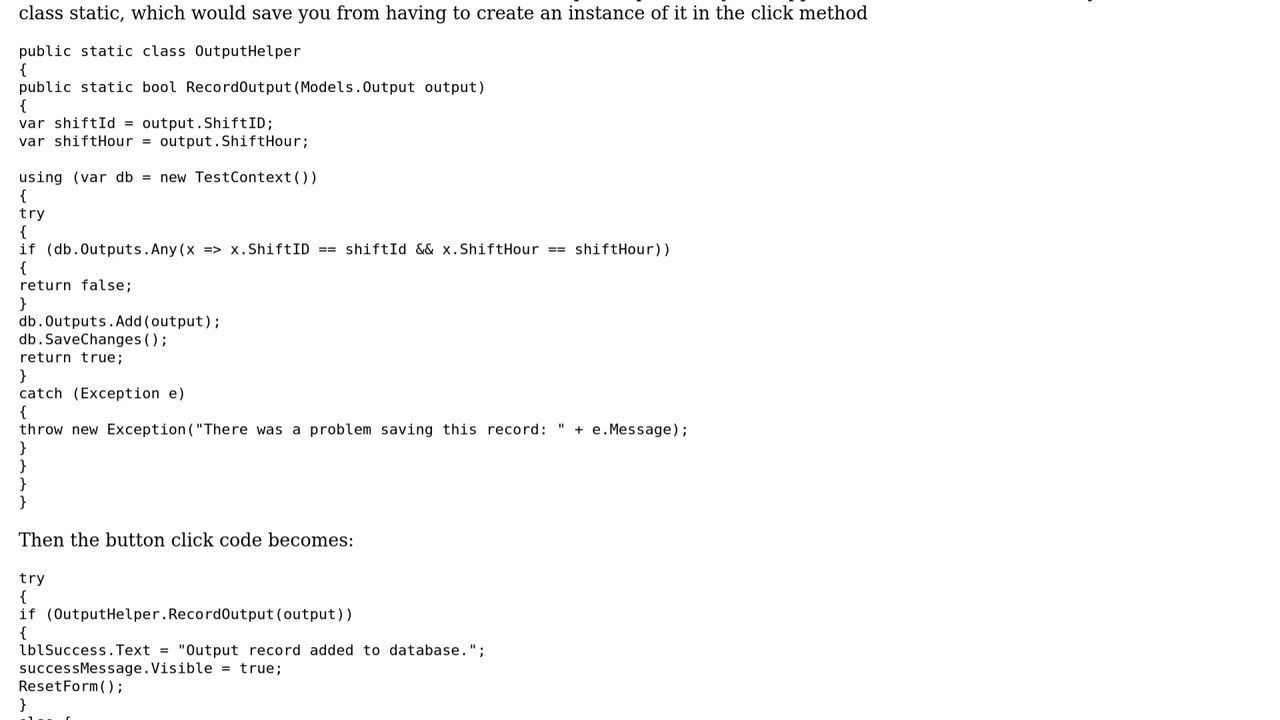 class static, which would save you from having to create an instance of it in the click method
public static class OutputHelper
{
public static bool RecordOutput(Models.Output output)
{
var shiftId = output.ShiftID;
var shiftHour = output.ShiftHour;
using (var db = new TestContext())
{
try
{
if (db.Outputs.Any(x => x.ShiftID == shiftId && x.ShiftHour == shiftHour))
{
return false;
}
db.Outputs.Add(output);
db.SaveChanges();
return true;
}
catch (Exception e)
{
throw new Exception("There was a problem saving this record: " + e.Message);
}
}
}
}
Then the button click code becomes:
try
{
if (OutputHelper.RecordOutput(output))
{
lblSuccess.Text = "Output record added to database.";
successMessage.Visible = true;
ResetForm();
}